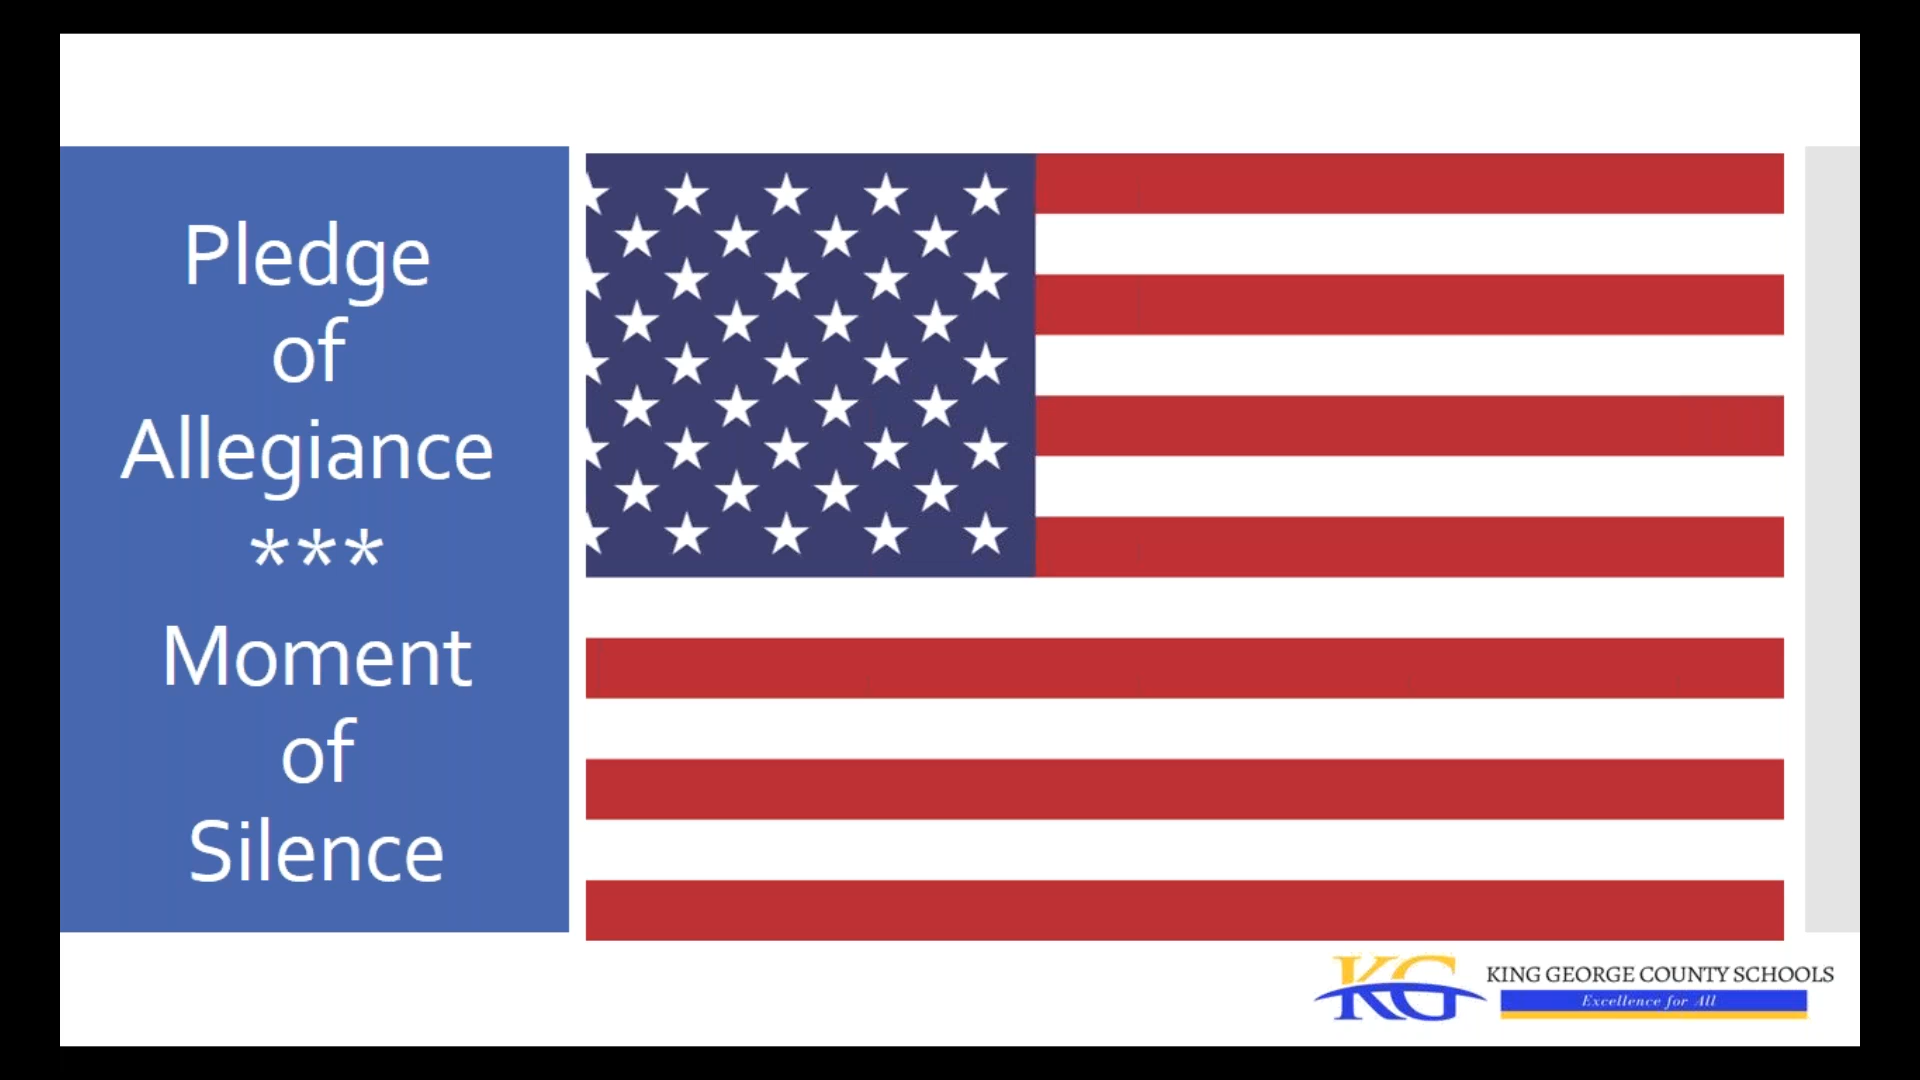 Pledge
of
Allegiance
***
Moment
of
Silence
KG
KING GEORGE COUNTY SCHOOLS
Excellence for All